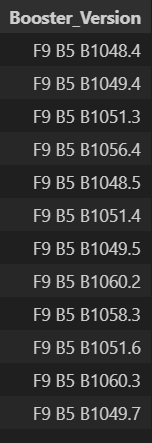 Booster_Version
F9 B5 B1048.4
F9 B5 B1049.4
F9 B5 B1051.3
F9 B5 B1056.4
F9 B5 B1048.5
F9 B5 B1051.4
F9 B5 B1049.5
F9 B5 B1060.2
F9 B5 B1058.3
F9 B5 B1051.6
F9 B5 B1060.3
F9 B5 B1049.7